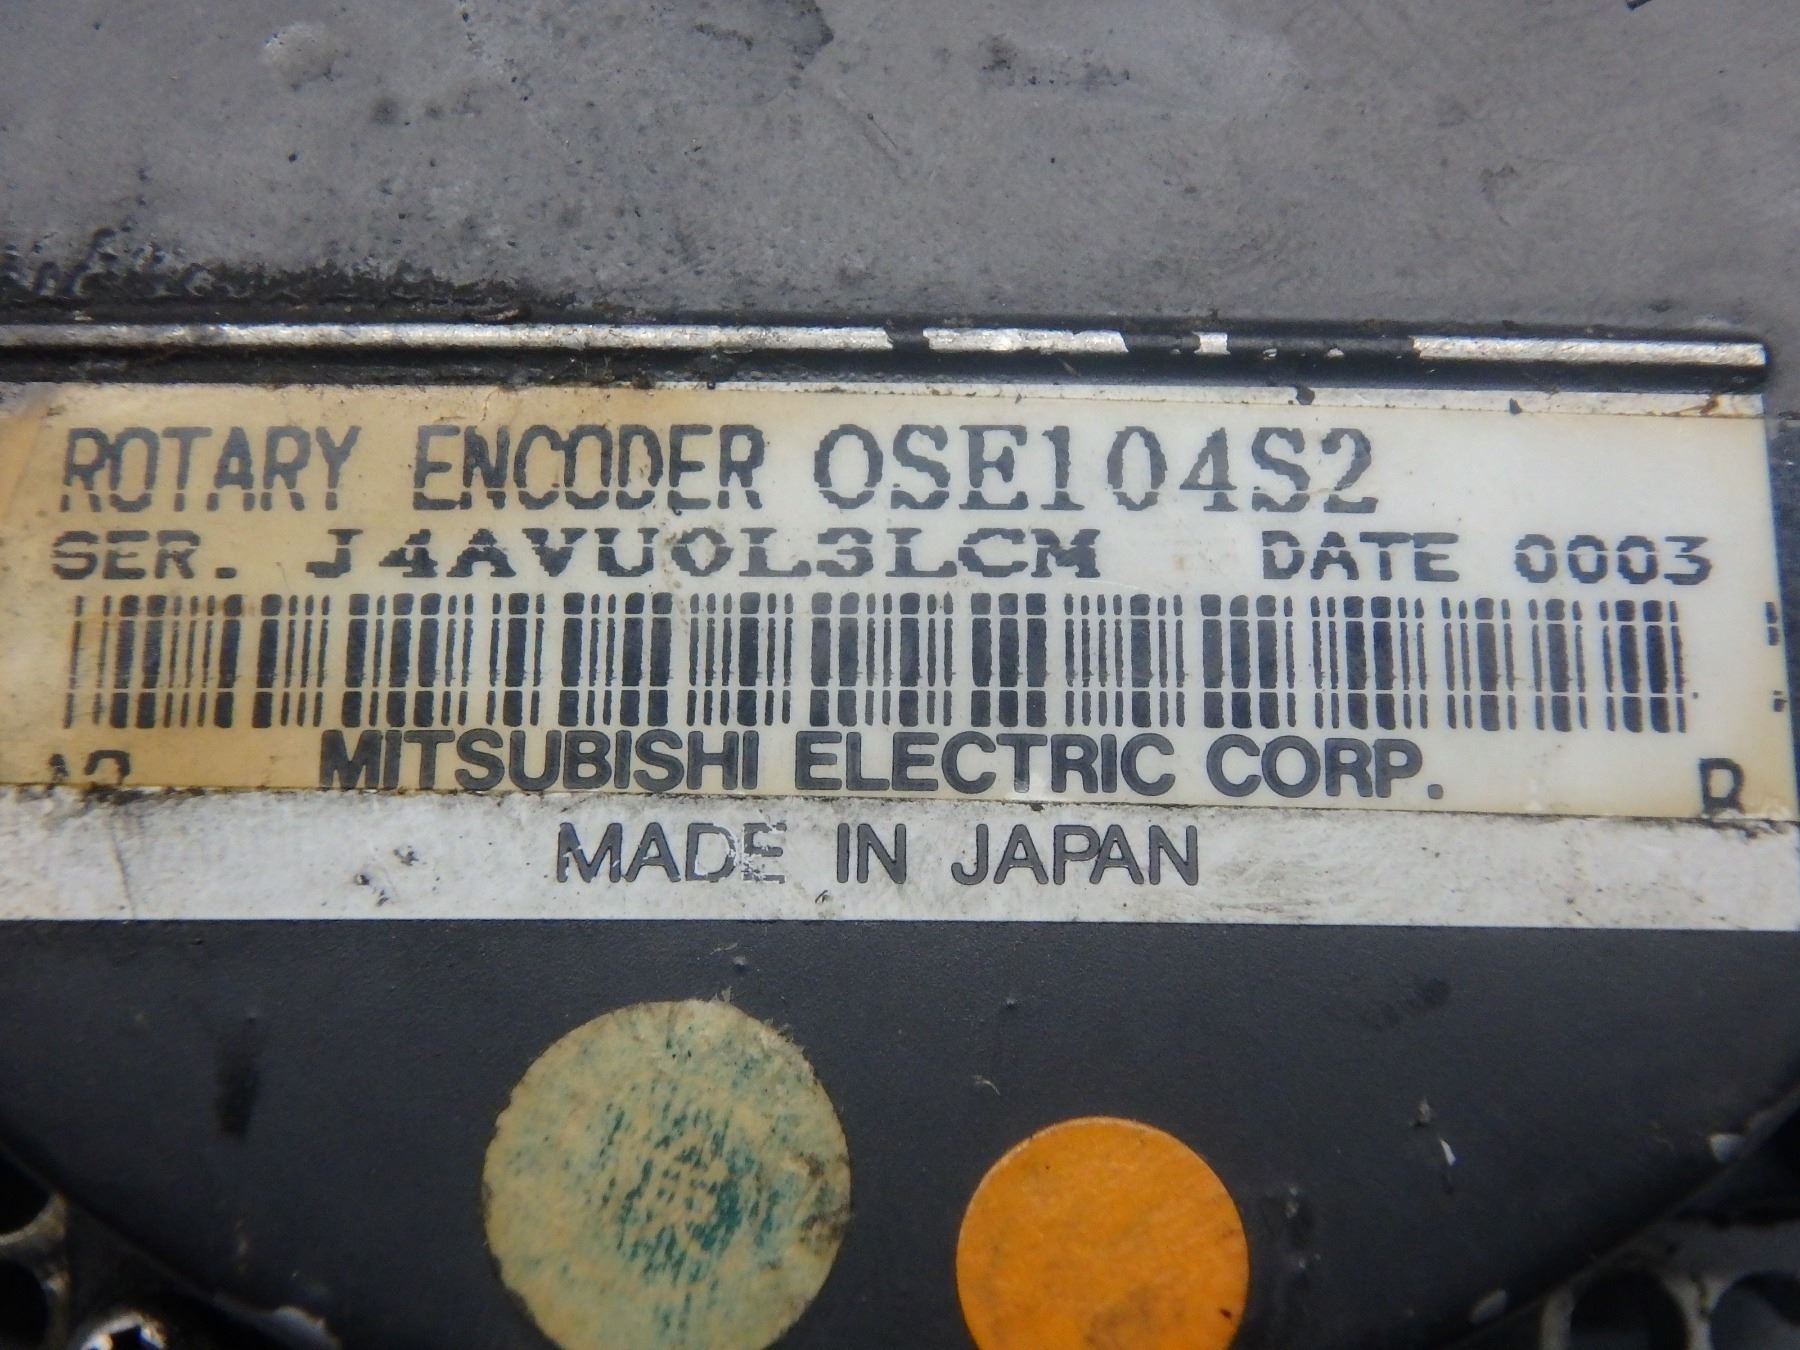 ROTARY ENCODER OSE104S2
SER. J4AVU0L3LCM DATE 0003
MITSUBISHI ELECTRIC CORP.
MADE IN JAPAN